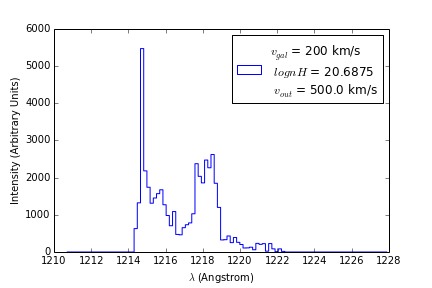 6000
5000
4000
3000
2000
1000
0
Intensity (Arbitrary Units)
v_gal = 200 km/s
lognH = 20.6875
v_out = 500.0 km/s
1210 1212 1214 1216 1218 1220 1222 1224 1226 1228
λ (Angstrom)